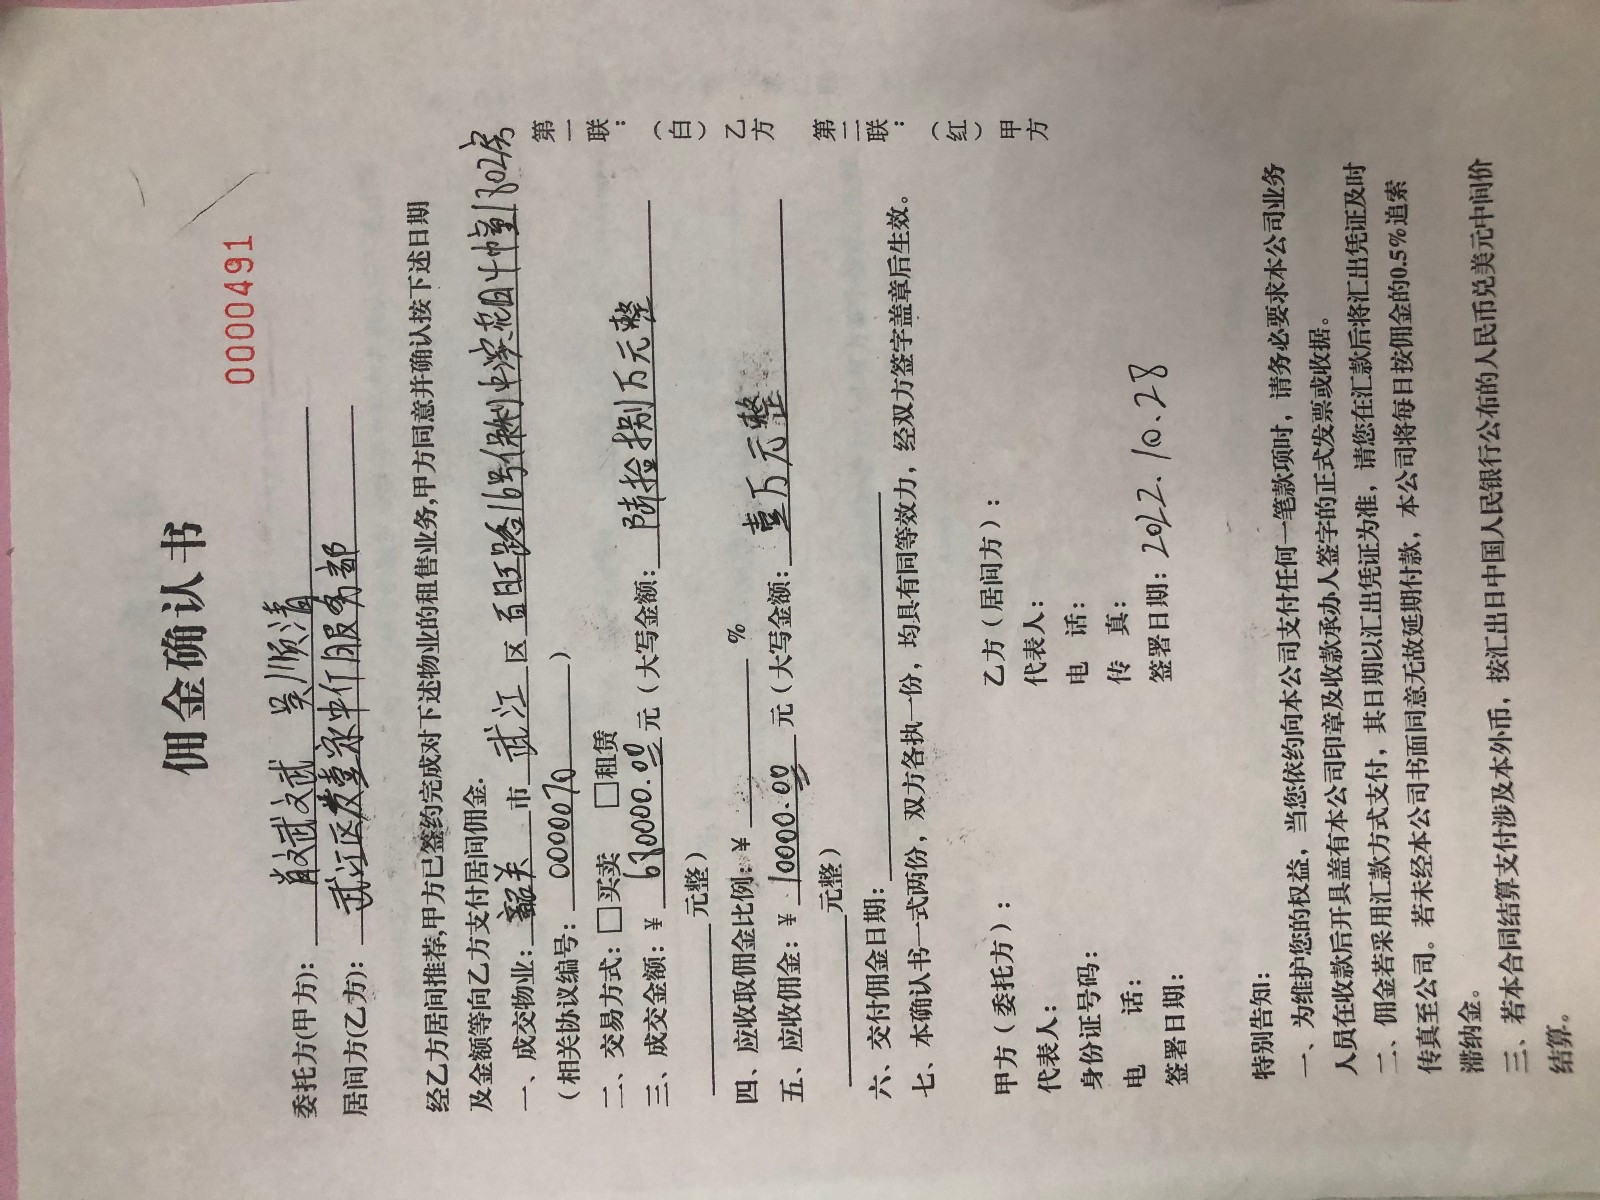 佣金确认书
0000491
委托方(甲方): 肖文武 吴顺清
居间方(乙方): 武江区发壹家中介服务部
经乙方居间推荐,甲方已签约完成对下述物业的租售业务,甲方同意并确认按下述日期
及金额等向乙方支付居间佣金.
一、成交物业: 韶关 市 武江 区 百旺路16号保利中宇花园 幢1302房
(相关协议编号: 0000070 )
二、交易方式: □买卖 □租赁
三、成交金额: ¥ 680000.00 元(大写金额: 陆拾捌万元整
元整)
四、应收取佣金比例: ¥ %
五、应收佣金: ¥ 10000.00 元(大写金额: 壹万元整
元整)
六、交付佣金日期:
七、本确认书一式两份，双方各执一份，均具有同等效力，经双方签字盖章后生效。
第一联：（白）乙方
第二联：（红）甲方
甲方（委托方）： 乙方（居间方）：
代表人： 代表人：
身份证号码： 电 话：
电 话： 传 真：
签署日期： 签署日期：2022.10.28
特别告知：
一、为维护您的权益，当您依约向本公司支付任何一笔款项时，请务必要求本公司业务
人员在收款后开具盖有本公司印章及收款承办人签字的正式发票或收据。
二、佣金若采用汇款方式支付，其日期以汇出凭证为准，请您在汇款后将汇出凭证及时
传真至公司。若未经本公司书面同意无故延期付款，本公司将每日按佣金的0.5%追索
滞纳金。
三、若本合同结算支付涉及本外币，按汇出日中国人民银行公布的人民币兑美元中间价
结算。